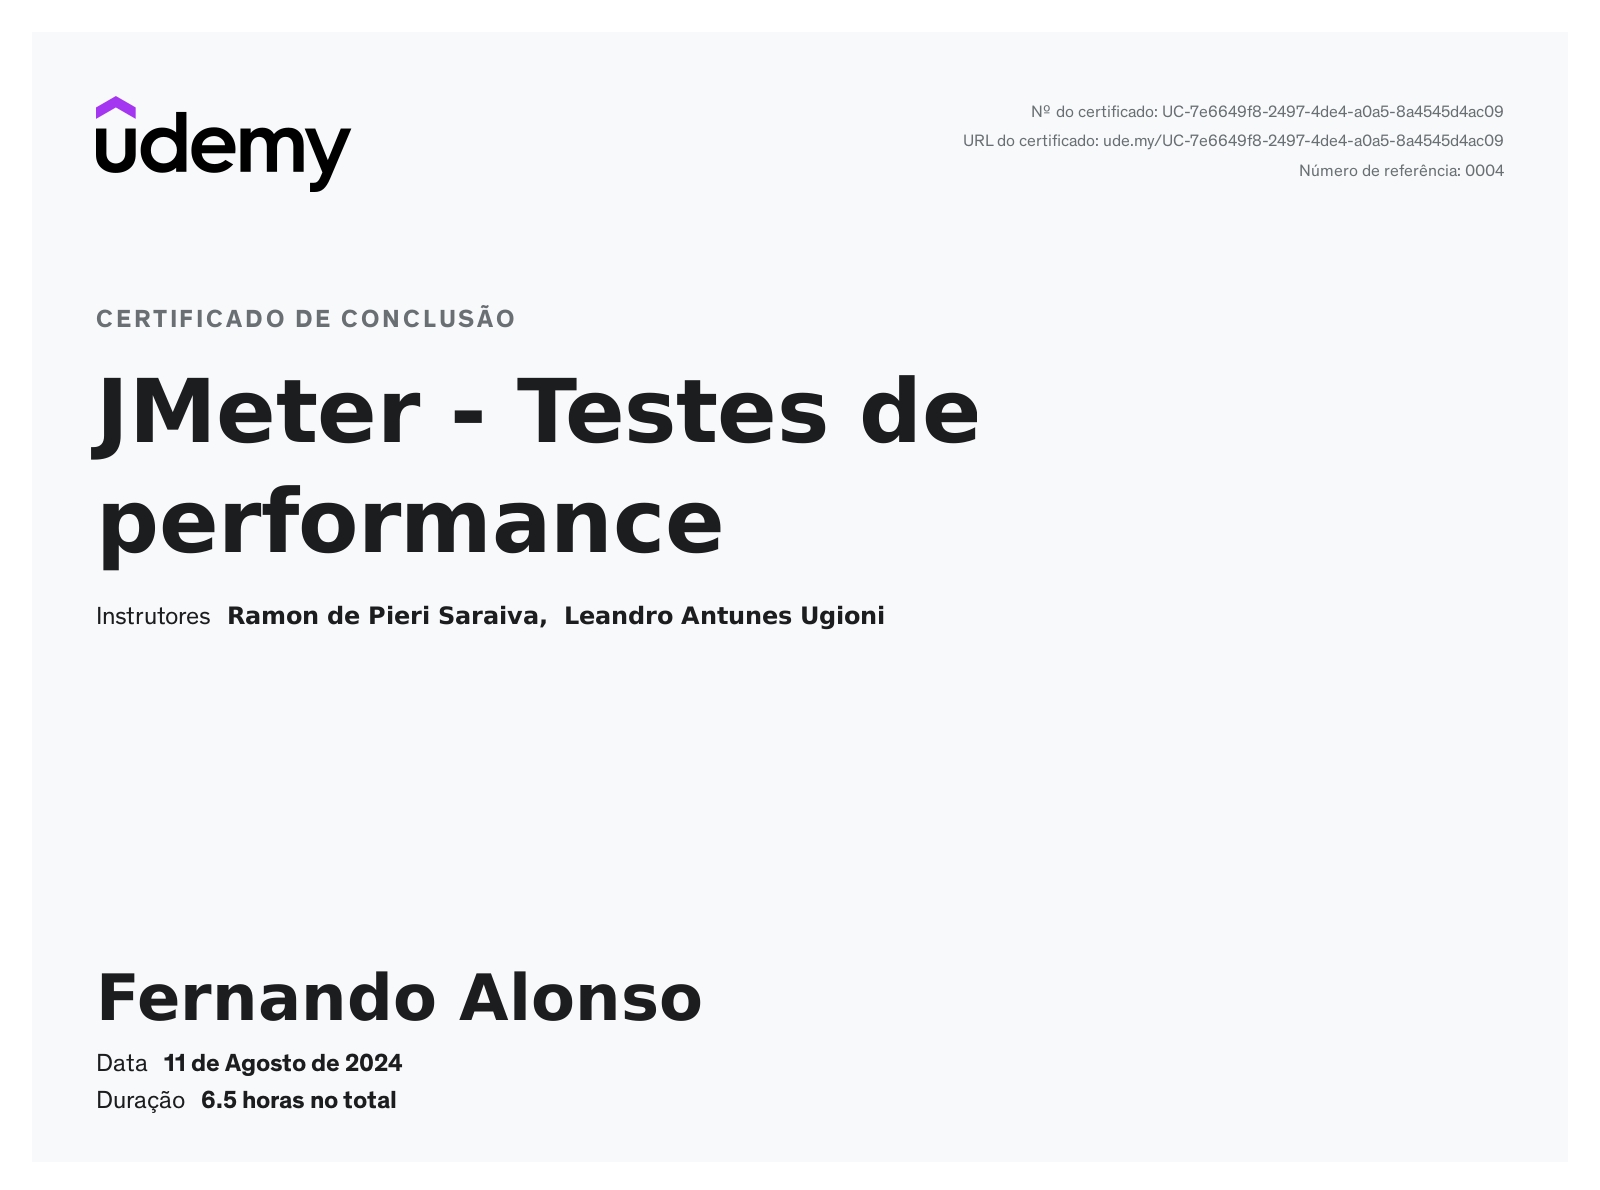 udemy
Nº do certificado: UC-7e6649f8-2497-4de4-a0a5-8a4545d4ac09
URL do certificado: ude.my/UC-7e6649f8-2497-4de4-a0a5-8a4545d4ac09
Número de referência: 0004
CERTIFICADO DE CONCLUSÃO
JMeter - Testes de
performance
Instrutores Ramon de Pieri Saraiva, Leandro Antunes Ugioni
Fernando Alonso
Data 11 de Agosto de 2024
Duração 6.5 horas no total